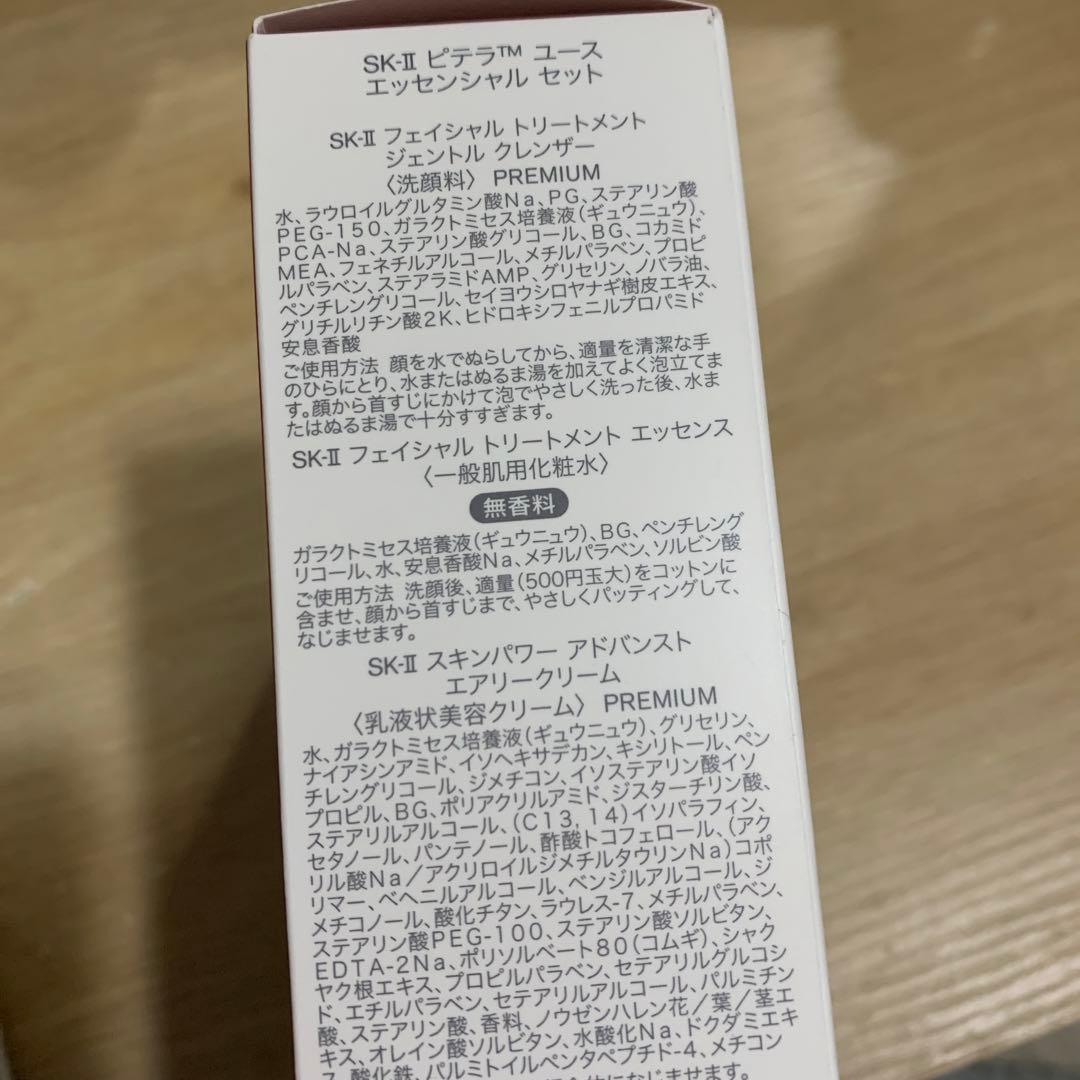 SK-Ⅱ ピテラ™ ユース
エッセンシャル セット
SK-Ⅱ フェイシャル トリートメント
ジェントル クレンザー
〈洗顔料〉 PREMIUM
水、ラウロイルグルタミン酸Na、PG、ステアリン酸
PEG-150、ガラクトミセス培養液(ギュウニュウ)、
PCA-Na、ステアリン酸グリコール、BG、コカミド
MEA、フェネチルアルコール、メチルパラベン、プロピ
ルパラベン、ステアラミドAMP、グリセリン、ノバラ油、
ペンチレングリコール、セイヨウシロヤナギ樹皮エキス、
グリチルリチン酸2K、ヒドロキシフェニルプロパミド
安息香酸
ご使用方法 顔を水でぬらしてから、適量を清潔な手
のひらにとり、水またはぬるま湯を加えてよく泡立てま
す。顔から首すじにかけて泡でやさしく洗った後、水ま
たはぬるま湯で十分すすぎます。
SK-Ⅱ フェイシャル トリートメント エッセンス
〈一般肌用化粧水〉
無香料
ガラクトミセス培養液(ギュウニュウ)、BG、ペンチレング
リコール、水、安息香酸Na、メチルパラベン、ソルビン酸
ご使用方法 洗顔後、適量(500円玉大)をコットンに
含ませ、顔から首すじまで、やさしくパッティングして、
なじませます。
SK-Ⅱ スキンパワー アドバンスト
エアリークリーム
〈乳液状美容クリーム〉 PREMIUM
水、ガラクトミセス培養液(ギュウニュウ)、グリセリン、
ナイアシンアミド、イソヘキサデカン、キシリトール、ペン
チレングリコール、ジメチコン、イソステアリン酸イソ
プロピル、BG、ポリアクリルアミド、ジスターチリン酸、
ステアリルアルコール、(C13, 14)イソパラフィン、
セタノール、パンテノール、酢酸トコフェロール、(アク
リル酸Na/アクリロイルジメチルタウリンNa)コポ
リマー、ベヘニルアルコール、ベンジルアルコール、ジ
メチコノール、酸化チタン、ラウレス-7、メチルパラベン、
ステアリン酸PEG-100、ステアリン酸ソルビタン、
EDTA-2Na、ポリソルベート80(コムギ)、シャク
ヤク根エキス、プロピルパラベン、セテアリルグルコシ
ド、エチルパラベン、セテアリルアルコール、パルミチン
酸、ステアリン酸、香料、ノウゼンハレン花/葉/茎エ
キス、オレイン酸ソルビタン、水酸化Na、ドクダミエキ
ス、酸化鉄、パルミトイルペンタペプチド-4、メチコン
になじませます。